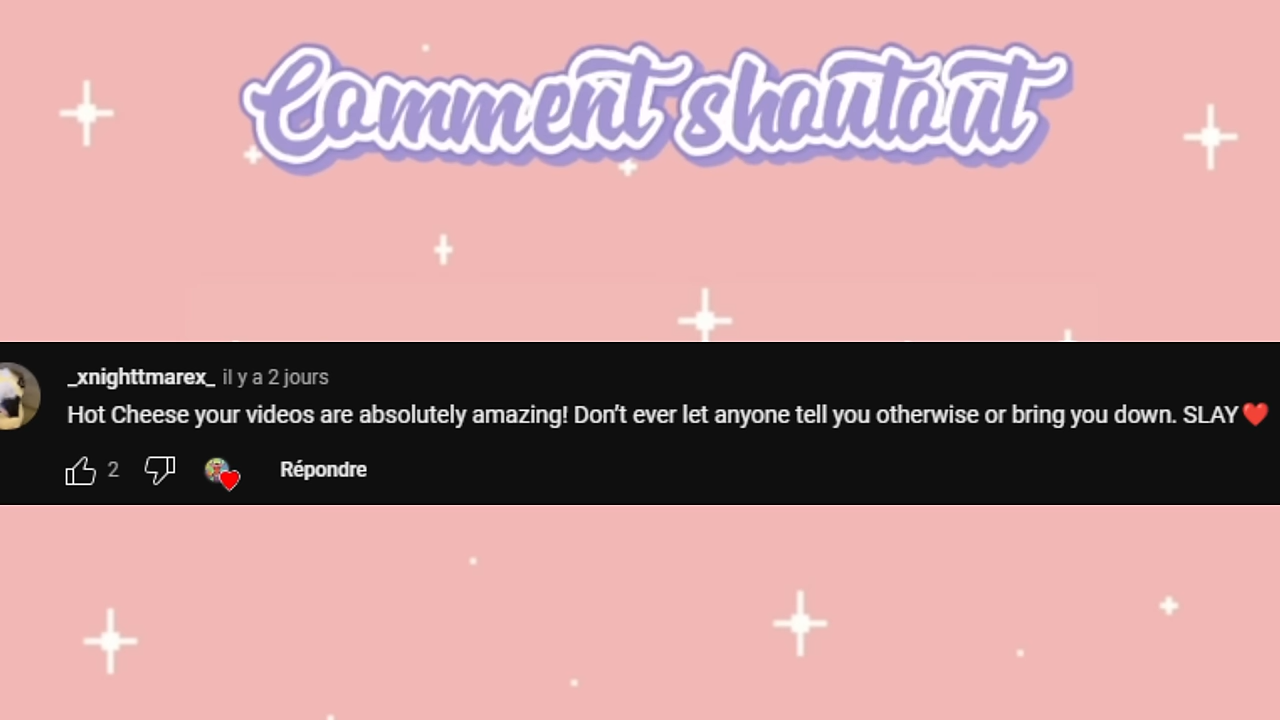 Comment shoutout
_xnighttmarex_ il y a 2 jours
Hot Cheese your videos are absolutely amazing! Don't ever let anyone tell you otherwise or bring you down. SLAY❤️
2
Répondre